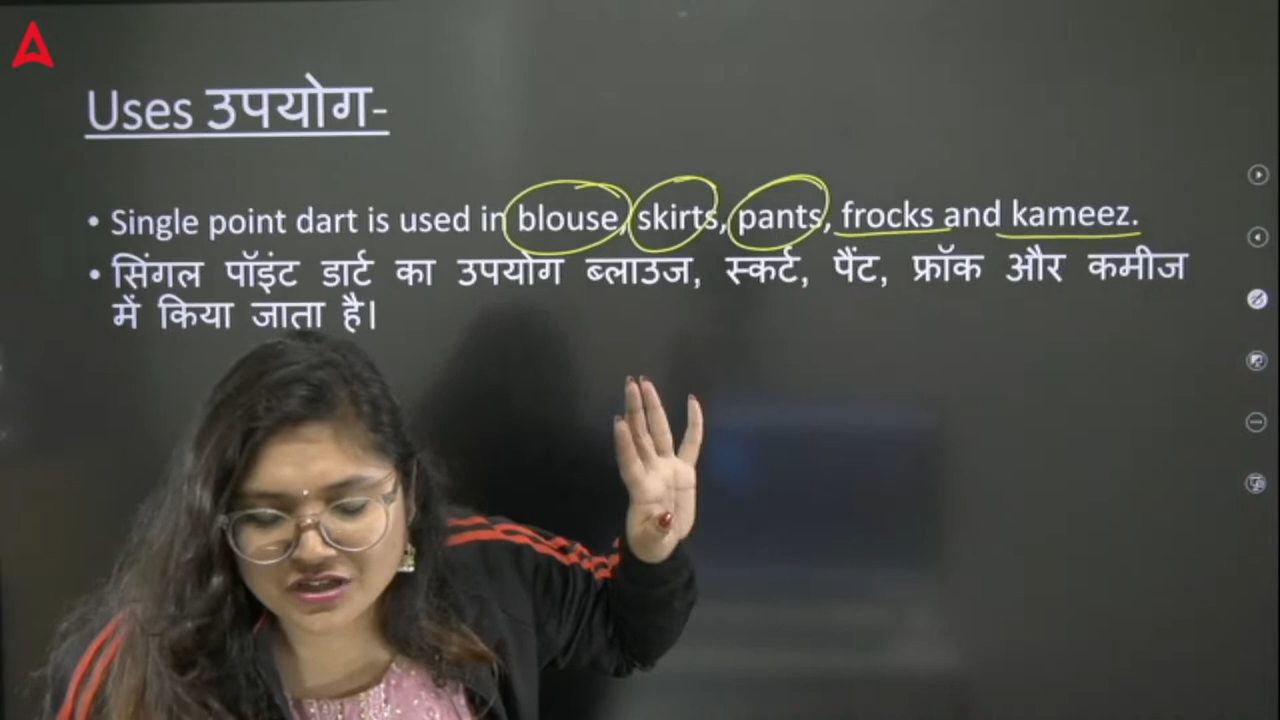 Uses उपयोग-
• Single point dart is used in blouse, skirts, pants, frocks and kameez.
• सिंगल पॉइंट डार्ट का उपयोग ब्लाउज, स्कर्ट, पैंट, फ्रॉक और कमीज
में किया जाता है।